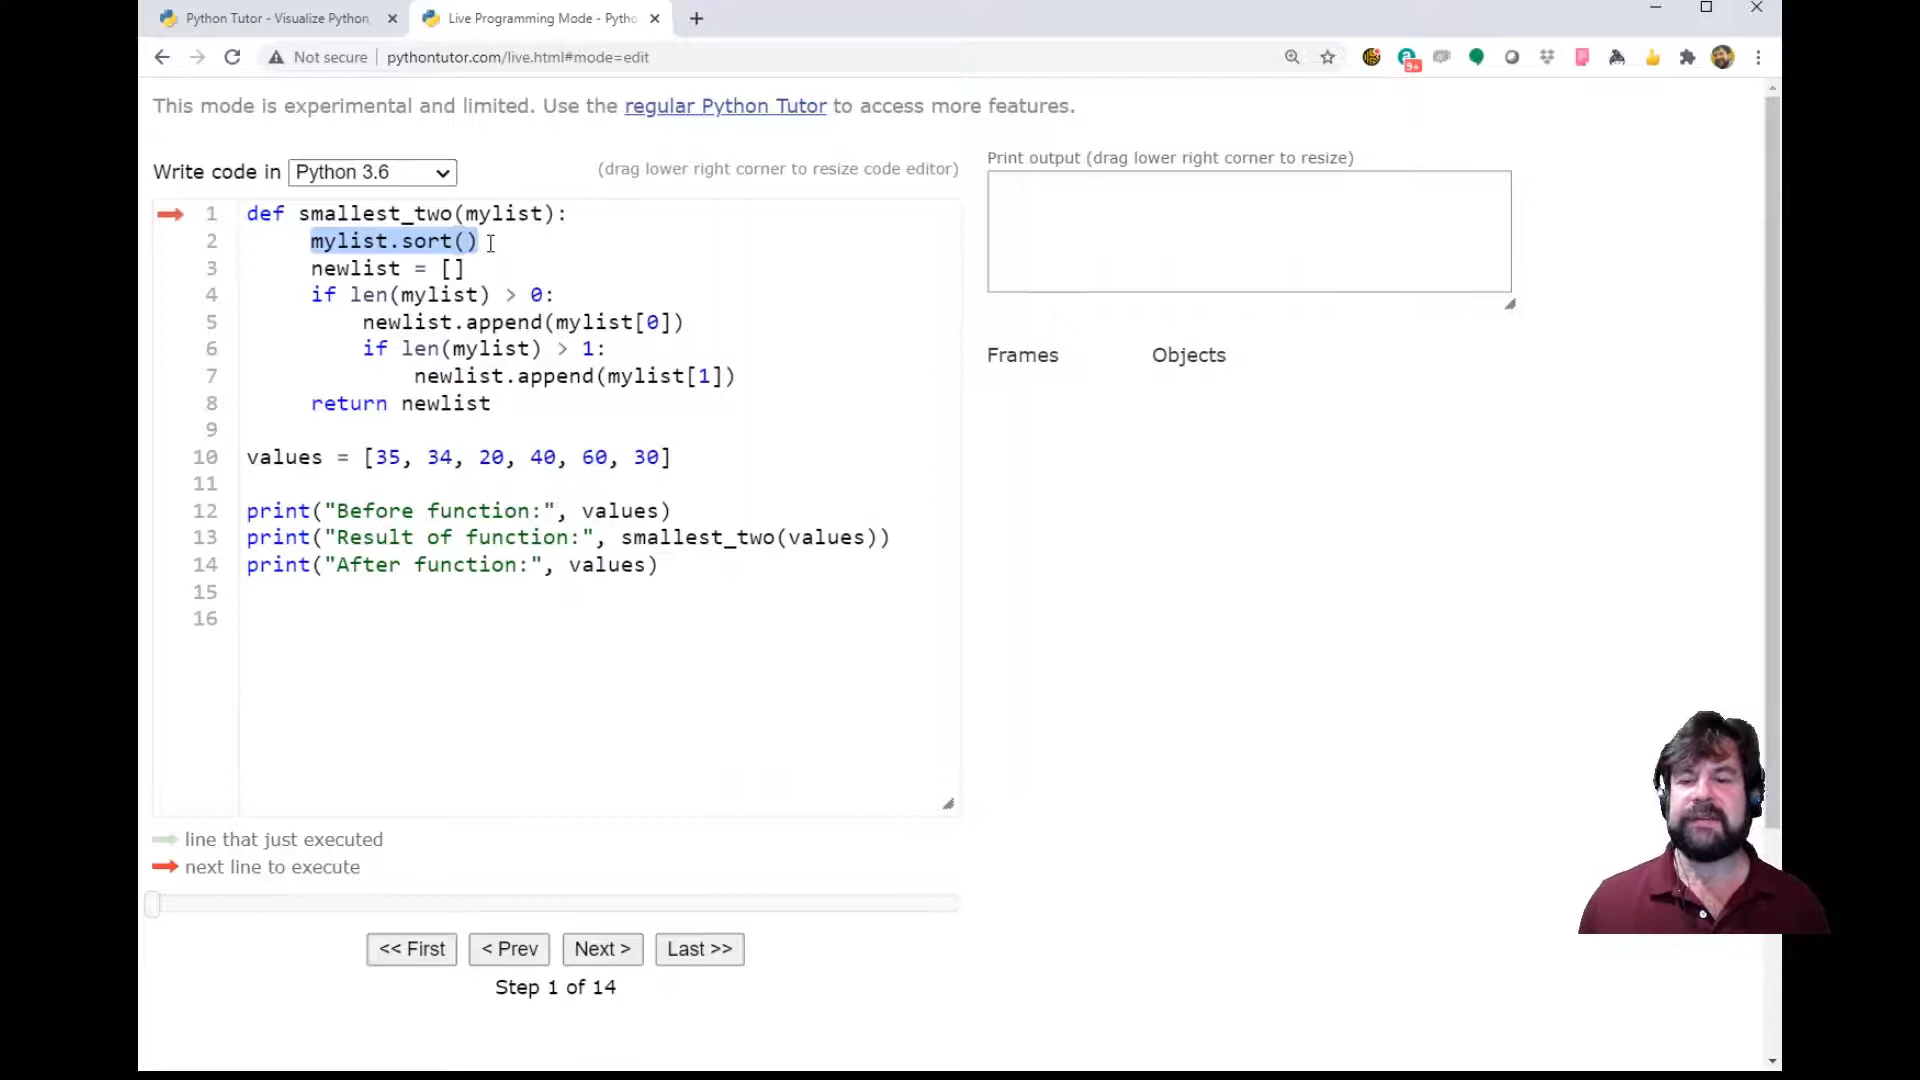 Python Tutor - Visualize Python,
Live Programming Mode - Pytho
Not secure
pythontutor.com/live.html#mode=edit
9+
This mode is experimental and limited. Use the regular Python Tutor to access more features.
Write code in Python 3.6
(drag lower right corner to resize code editor)
1 def smallest_two(mylist):
2 mylist.sort()
3 newlist = []
4 if len(mylist) > 0:
5 newlist.append(mylist[0])
6 if len(mylist) > 1:
7 newlist.append(mylist[1])
8 return newlist
9
10 values = [35, 34, 20, 40, 60, 30]
11
12 print("Before function:", values)
13 print("Result of function:", smallest_two(values))
14 print("After function:", values)
15
16
line that just executed
next line to execute
<< First
< Prev
Next >
Last >>
Step 1 of 14
Print output (drag lower right corner to resize)
Frames
Objects